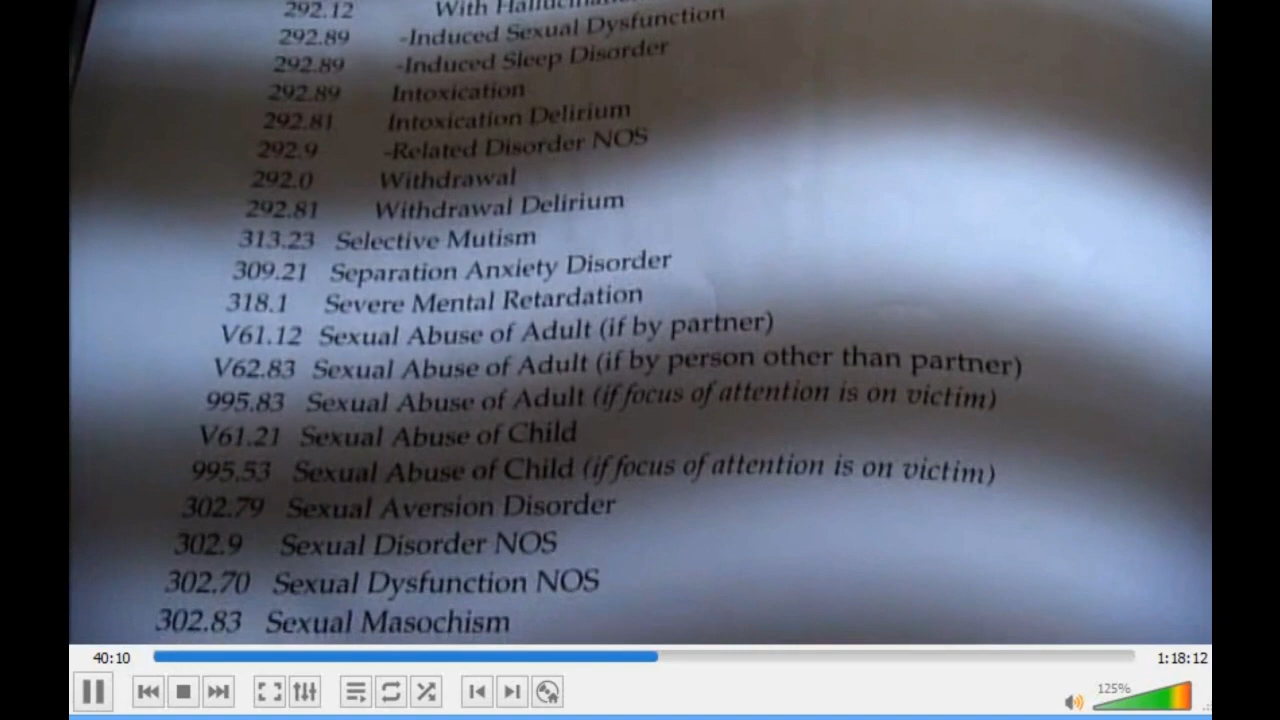 292.12 With
292.89 -Induced Sexual Dysfunction
292.89 -Induced Sleep Disorder
292.89 Intoxication
292.81 Intoxication Delirium
292.9 -Related Disorder NOS
292.0 Withdrawal
292.81 Withdrawal Delirium
313.23 Selective Mutism
309.21 Separation Anxiety Disorder
318.1 Severe Mental Retardation
V61.12 Sexual Abuse of Adult (if by partner)
V62.83 Sexual Abuse of Adult (if by person other than partner)
995.83 Sexual Abuse of Adult (if focus of attention is on victim)
V61.21 Sexual Abuse of Child
995.53 Sexual Abuse of Child (if focus of attention is on victim)
302.79 Sexual Aversion Disorder
302.9 Sexual Disorder NOS
302.70 Sexual Dysfunction NOS
302.83 Sexual Masochism
40:10 1:18:12
125%